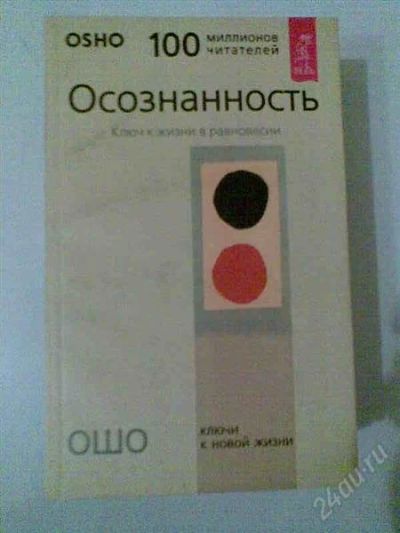 OSHO
100 миллионов
читателей
Осознанность
Ключ к жизни в равновесии
ОШО
КЛЮЧИ
К НОВОЙ ЖИЗНИ
24au.ru